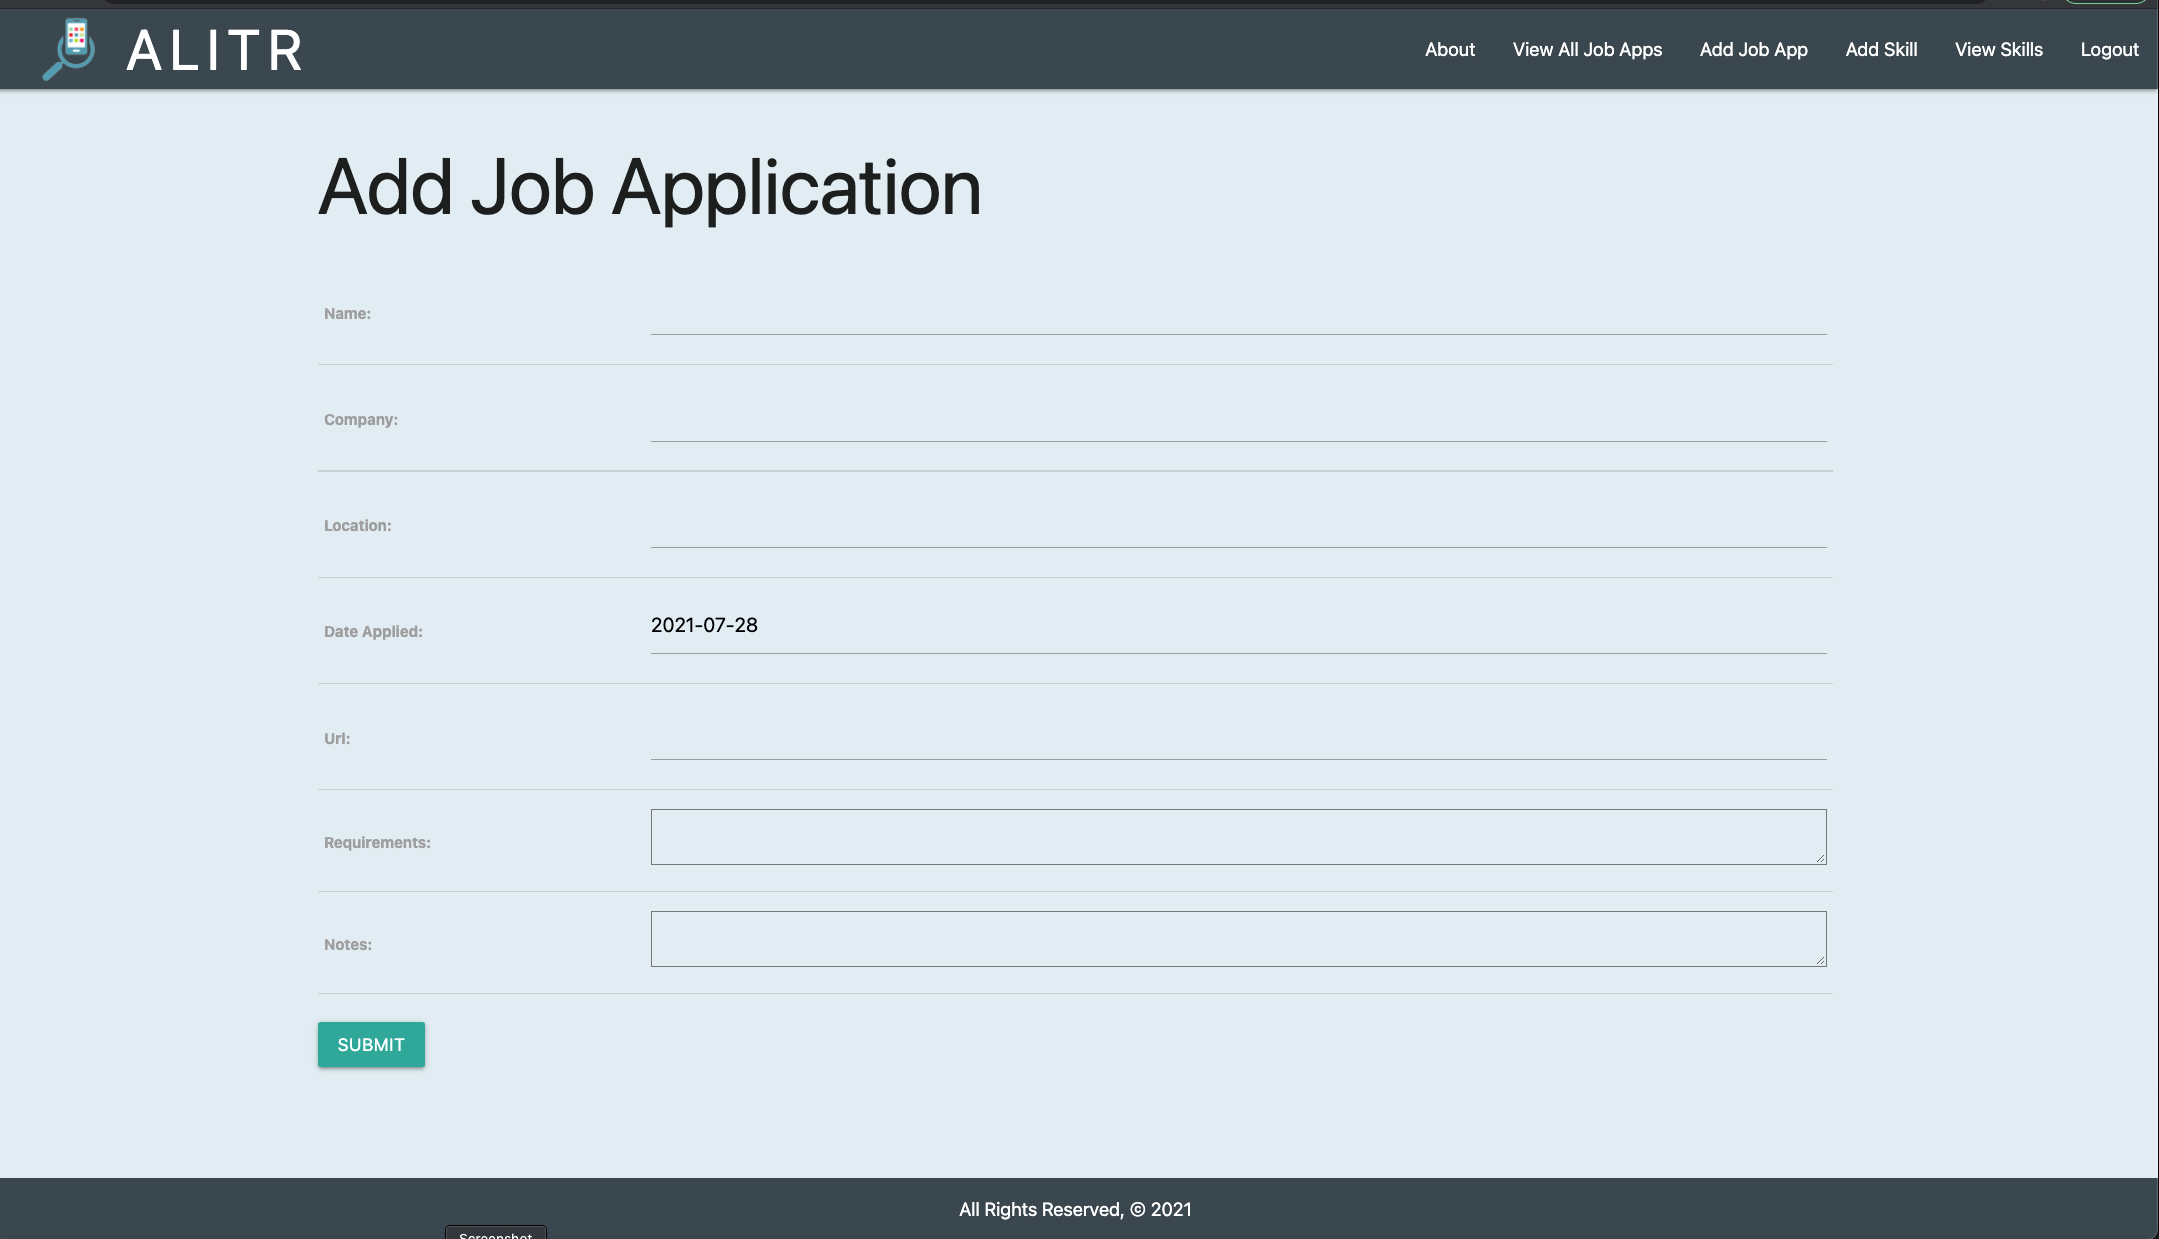 ALITR
About View All Job Apps Add Job App Add Skill View Skills Logout
Add Job Application
Name:
Company:
Location:
Date Applied: 2021-07-28
Url:
Requirements:
Notes:
SUBMIT
All Rights Reserved, © 2021
Screenshot